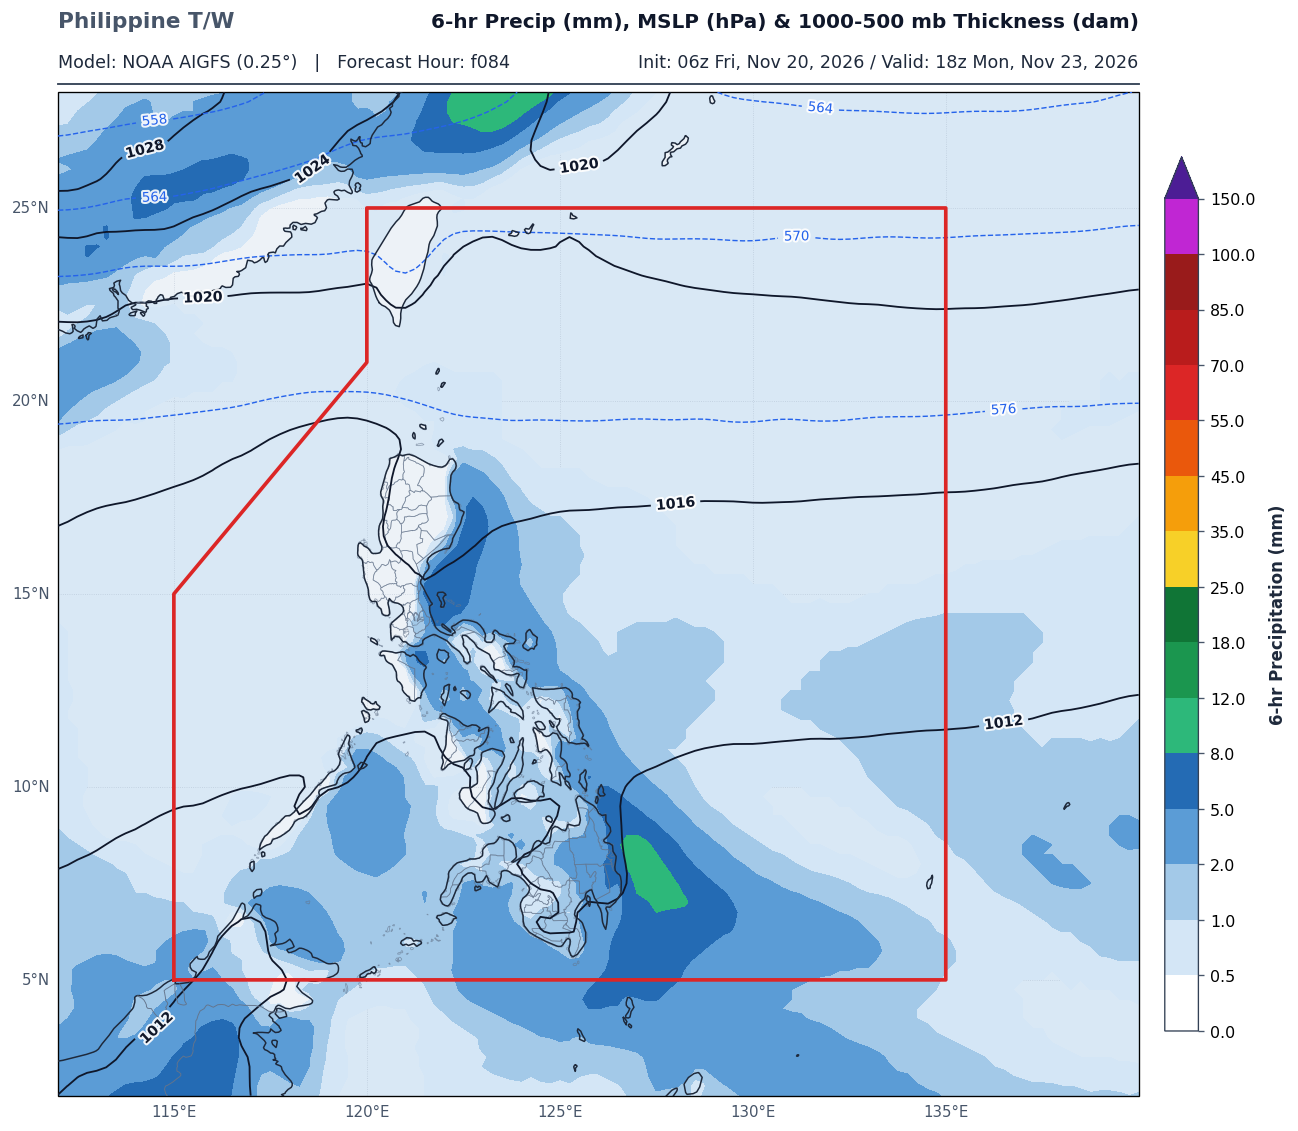 Philippine T/W
6-hr Precip (mm), MSLP (hPa) & 1000-500 mb Thickness (dam)
Model: NOAA AIGFS (0.25°) | Forecast Hour: f084
Init: 06z Fri, Nov 20, 2026 / Valid: 18z Mon, Nov 23, 2026
558
564
1028
1024
1020
564
564
570
1020
576
1016
1012
1012
25°N
20°N
15°N
10°N
5°N
115°E
120°E
125°E
130°E
135°E
150.0
100.0
85.0
70.0
55.0
45.0
35.0
25.0
18.0
12.0
8.0
5.0
2.0
1.0
0.5
0.0
6-hr Precipitation (mm)